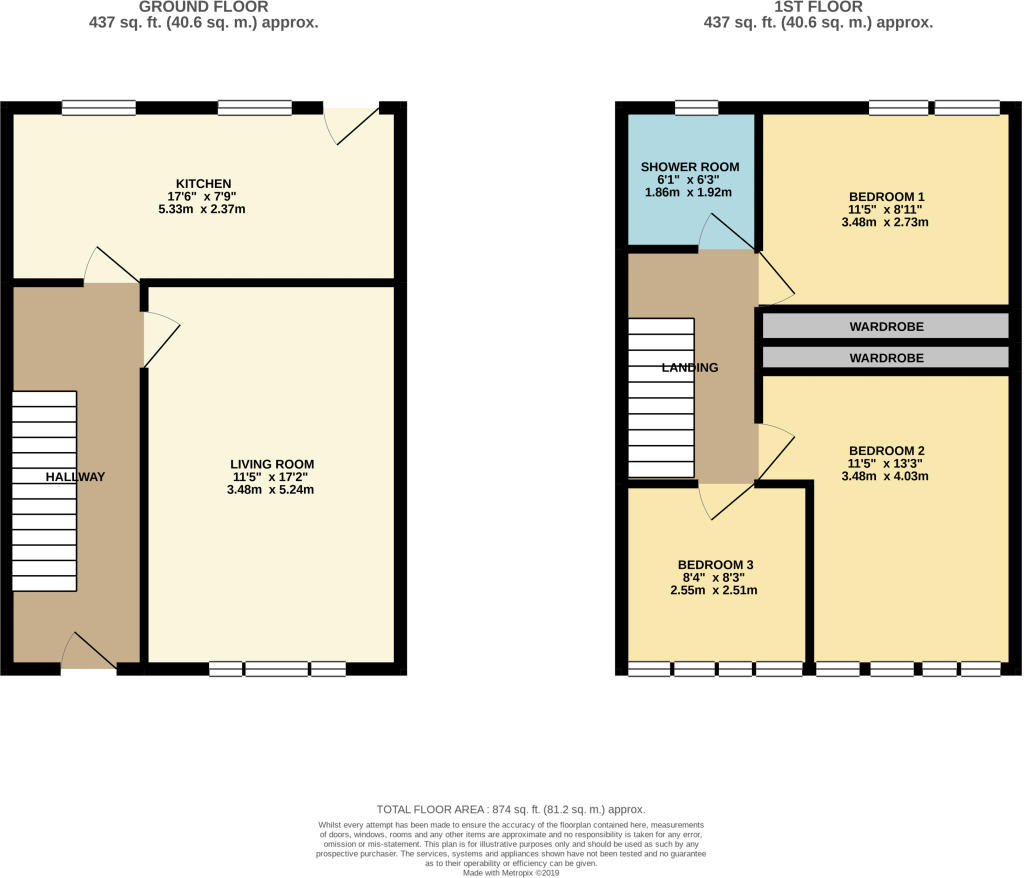 GROUND FLOOR
437 sq. ft. (40.6 sq. m.) approx.
1ST FLOOR
437 sq. ft. (40.6 sq. m.) approx.
KITCHEN
17'6" x 7'9"
5.33m x 2.37m
HALLWAY
LIVING ROOM
11'5" x 17'2"
3.48m x 5.24m
SHOWER ROOM
6'1" x 6'3"
1.86m x 1.92m
BEDROOM 1
11'5" x 8'11"
3.48m x 2.73m
WARDROBE
WARDROBE
LANDING
BEDROOM 2
11'5" x 13'3"
3.48m x 4.03m
BEDROOM 3
8'4" x 8'3"
2.55m x 2.51m
TOTAL FLOOR AREA : 874 sq. ft. (81.2 sq. m.) approx.
Whilst every attempt has been made to ensure the accuracy of the floorplan contained here, measurements
of doors, windows, rooms and any other items are approximate and no responsibility is taken for any error,
omission or mis-statement. This plan is for illustrative purposes only and should be used as such by any
prospective purchaser. The services, systems and appliances shown have not been tested and no guarantee
as to their operability or efficiency can be given.
Made with Metropix ©2019